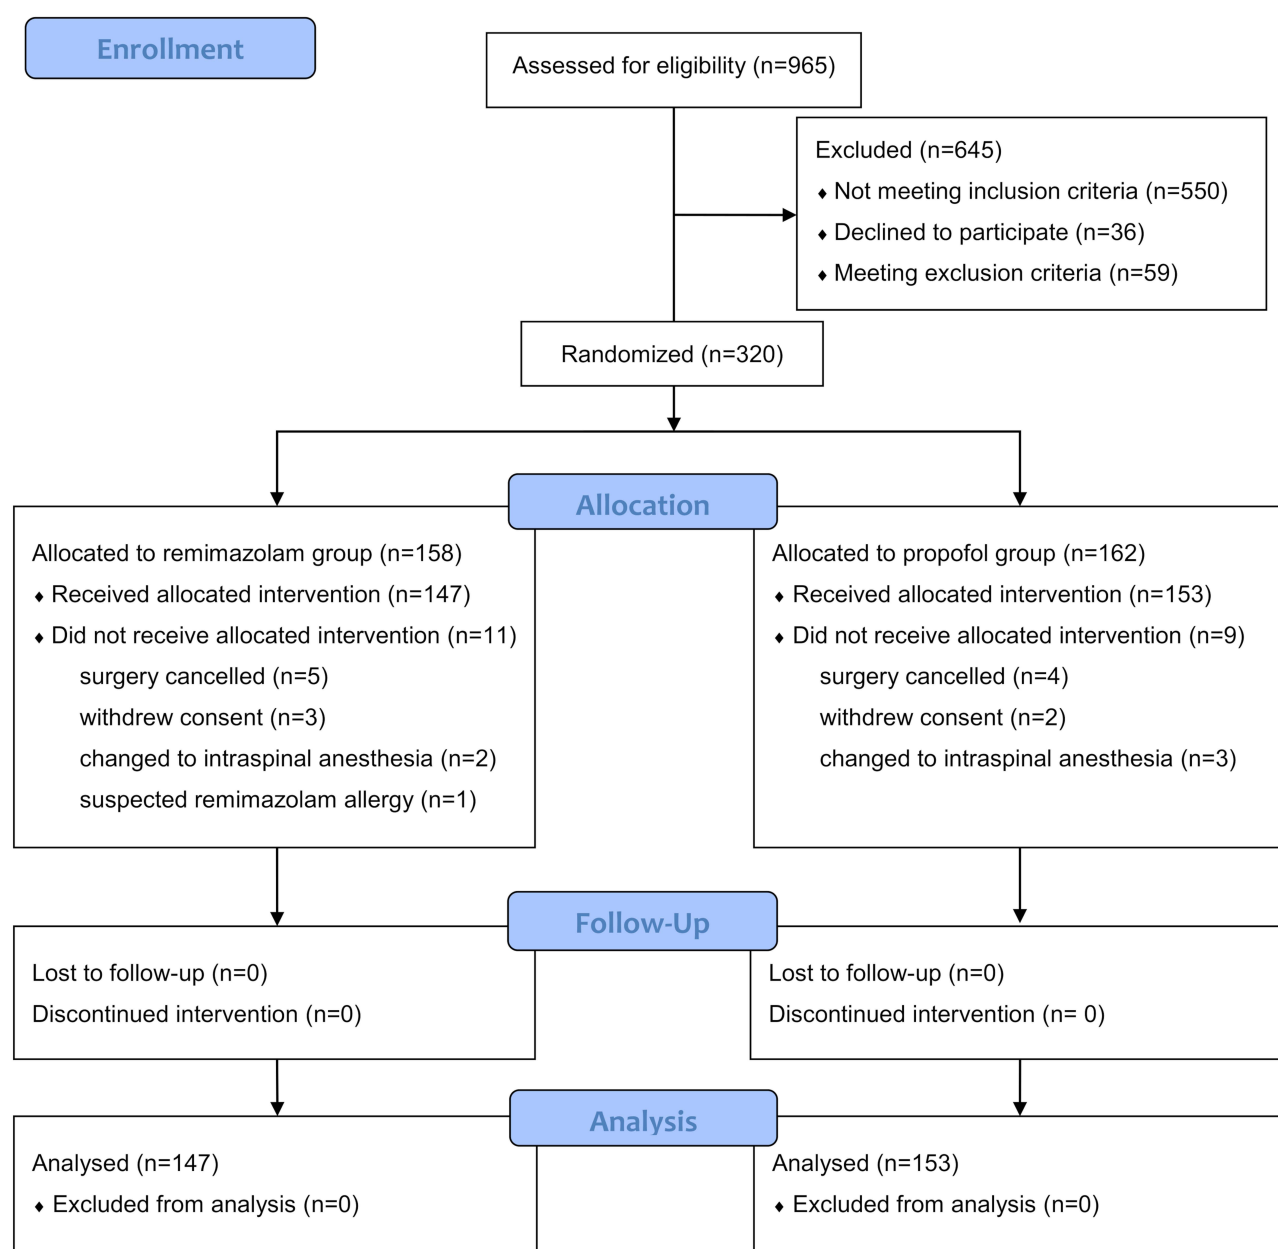 Enrollment
Assessed for eligibility (n=965)
Excluded (n=645)
♦ Not meeting inclusion criteria (n=550)
♦ Declined to participate (n=36)
♦ Meeting exclusion criteria (n=59)
Randomized (n=320)
Allocation
Allocated to remimazolam group (n=158)
♦ Received allocated intervention (n=147)
♦ Did not receive allocated intervention (n=11)
surgery cancelled (n=5)
withdrew consent (n=3)
changed to intraspinal anesthesia (n=2)
suspected remimazolam allergy (n=1)
Allocated to propofol group (n=162)
♦ Received allocated intervention (n=153)
♦ Did not receive allocated intervention (n=9)
surgery cancelled (n=4)
withdrew consent (n=2)
changed to intraspinal anesthesia (n=3)
Follow-Up
Lost to follow-up (n=0)
Discontinued intervention (n=0)
Lost to follow-up (n=0)
Discontinued intervention (n= 0)
Analysis
Analysed (n=147)
♦ Excluded from analysis (n=0)
Analysed (n=153)
♦ Excluded from analysis (n=0)